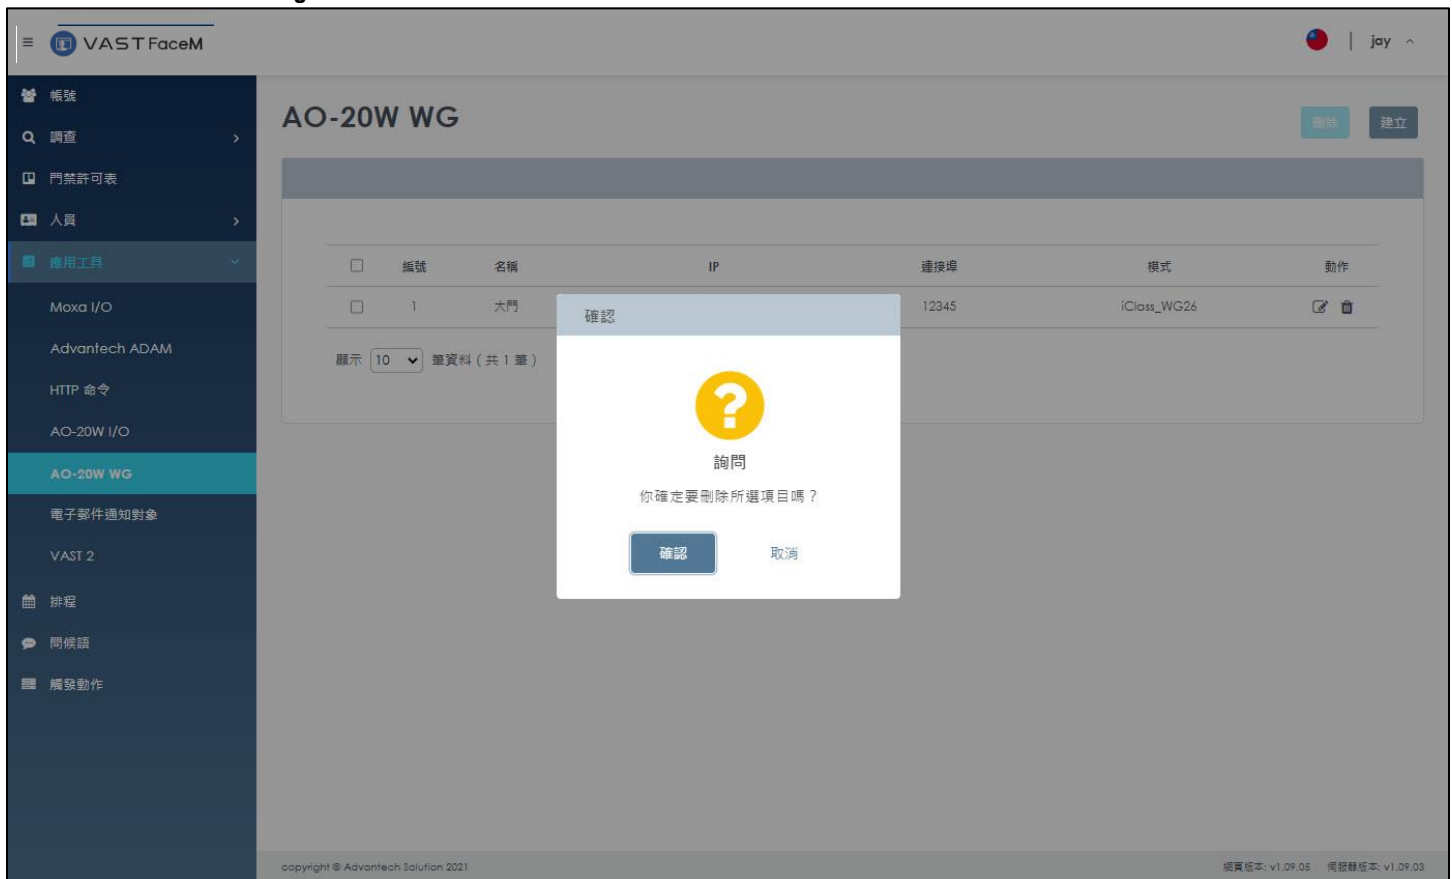 VAST FaceM
jay
帳號
調查
門禁許可表
人員
應用工具
Moxa I/O
Advantech ADAM
HTTP 命令
AO-20W I/O
AO-20W WG
電子郵件通知對象
VAST 2
排程
問候語
觸發動作
AO-20W WG
刪除 建立
編號 名稱 IP 連接埠 模式 動作
1 大門 12345 iClass_WG26
顯示 10 筆資料 ( 共 1 筆 )
確認
詢問
你確定要刪除所選項目嗎？
確認 取消
copyright © Advantech Solution 2021
網頁版本: v1.09.05 伺服器版本: v1.09.03